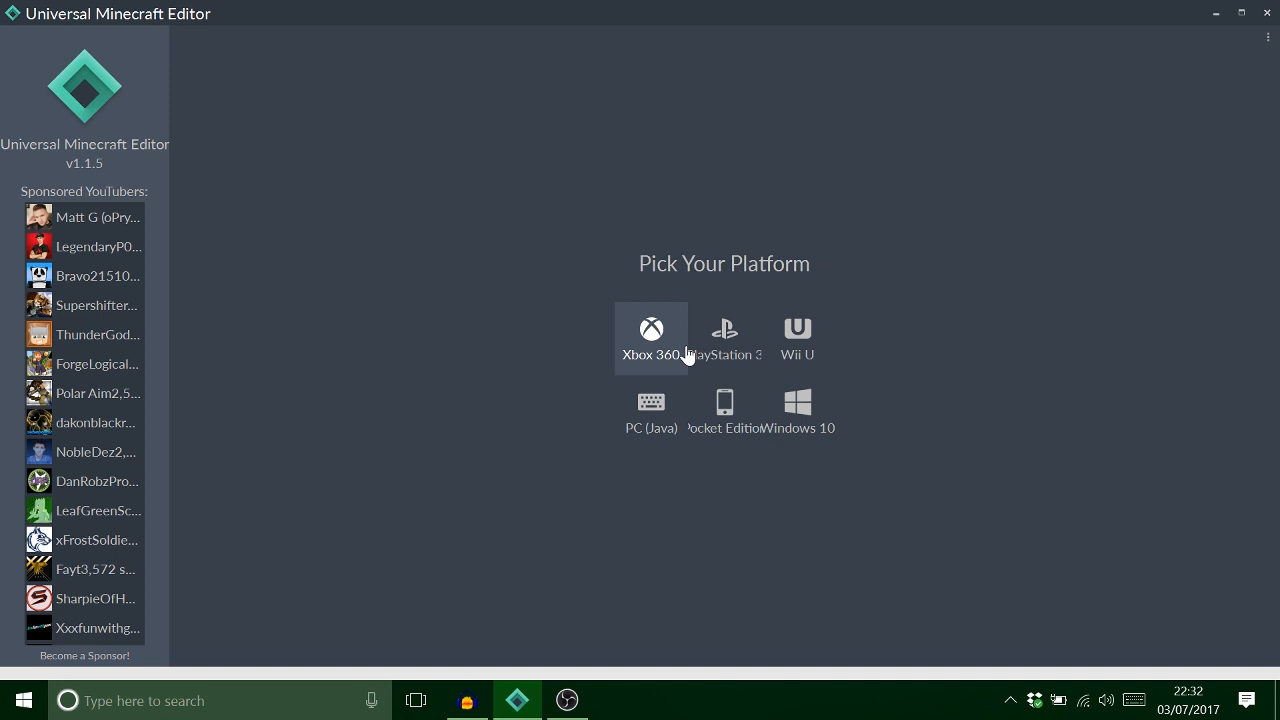 Universal Minecraft Editor
Universal Minecraft Editor
v1.1.5
Sponsored YouTubers:
Matt G (oPry...
LegendaryP0...
Bravo21510...
Supershifter...
ThunderGod...
ForgeLogical...
Polar Aim2,5...
dakonblackr...
NobleDez2,...
DanRobzPro...
LeafGreenSc...
xFrostSoldie...
Fayt3,572 s...
SharpieOfH...
Xxxfunwithg...
Become a Sponsor!
Pick Your Platform
Xbox 360 layStation 3 Wii U
PC (Java) Pocket Edition Windows 10
Type here to search
22:32
03/07/2017